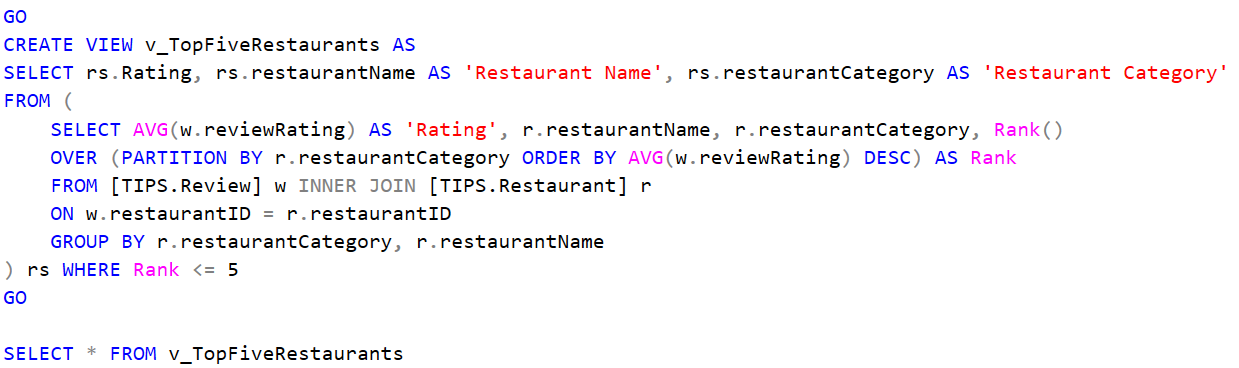 GO
CREATE VIEW v_TopFiveRestaurants AS
SELECT rs.Rating, rs.restaurantName AS 'Restaurant Name', rs.restaurantCategory AS 'Restaurant Category'
FROM (
    SELECT AVG(w.reviewRating) AS 'Rating', r.restaurantName, r.restaurantCategory, Rank()
    OVER (PARTITION BY r.restaurantCategory ORDER BY AVG(w.reviewRating) DESC) AS Rank
    FROM [TIPS.Review] w INNER JOIN [TIPS.Restaurant] r
    ON w.restaurantID = r.restaurantID
    GROUP BY r.restaurantCategory, r.restaurantName
) rs WHERE Rank <= 5
GO

SELECT * FROM v_TopFiveRestaurants